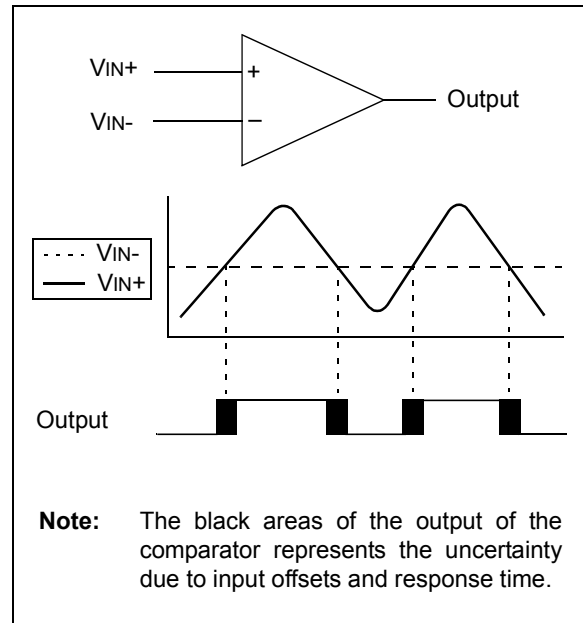 VIN+
+
Output
VIN-
–
VIN-
VIN+
Output
Note: The black areas of the output of the
comparator represents the uncertainty
due to input offsets and response time.